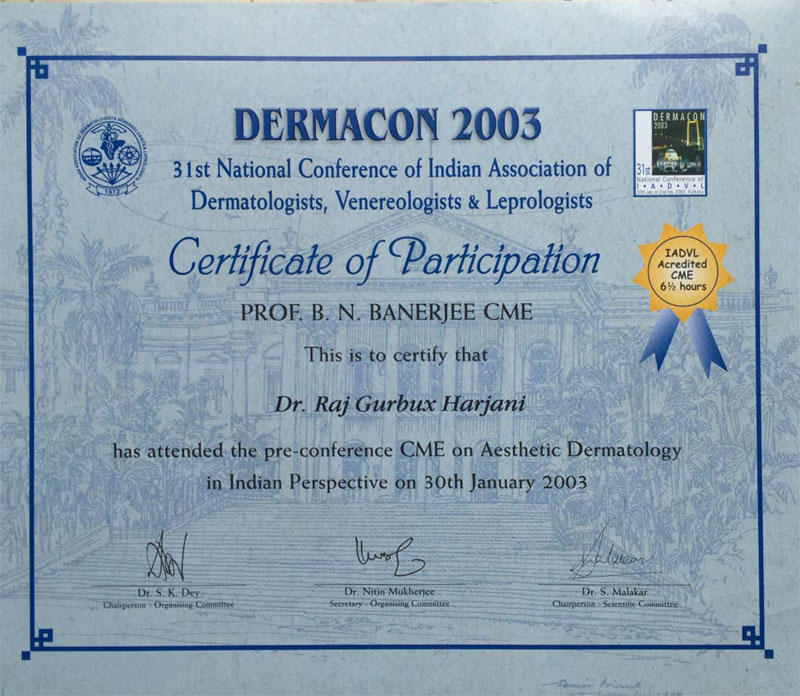 DERMACON 2003
31st National Conference of Indian Association of
Dermatologists, Venereologists & Leprologists
DERMACON
2003
31st
National Conference of
I•A•D•V•L
Certificate of Participation
IADVL
Acredited
CME
6½ hours
PROF. B. N. BANERJEE CME
This is to certify that
Dr. Raj Gurbux Harjani
has attended the pre-conference CME on Aesthetic Dermatology
in Indian Perspective on 30th January 2003
Dr. S. K. Dey
Chairperson - Organising Committee
Dr. Nitin Mukherjee
Secretary - Organising Committee
Dr. S. Malakar
Chairperson - Scientific Committee